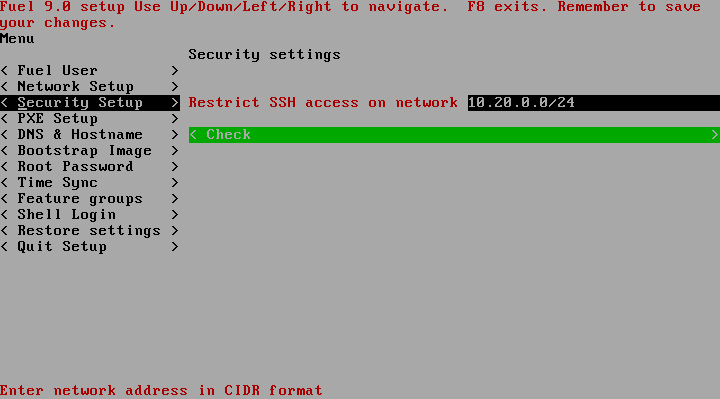 Fuel 9.0 setup Use Up/Down/Left/Right to navigate.  F8 exits. Remember to save
your changes.
Menu
Security settings
< Fuel User >
< Network Setup >
< Security Setup > Restrict SSH access on network 10.20.0.0/24
< PXE Setup >
< DNS & Hostname > < Check >
< Bootstrap Image >
< Root Password >
< Time Sync >
< Feature groups >
< Shell Login >
< Restore settings >
< Quit Setup >
Enter network address in CIDR format